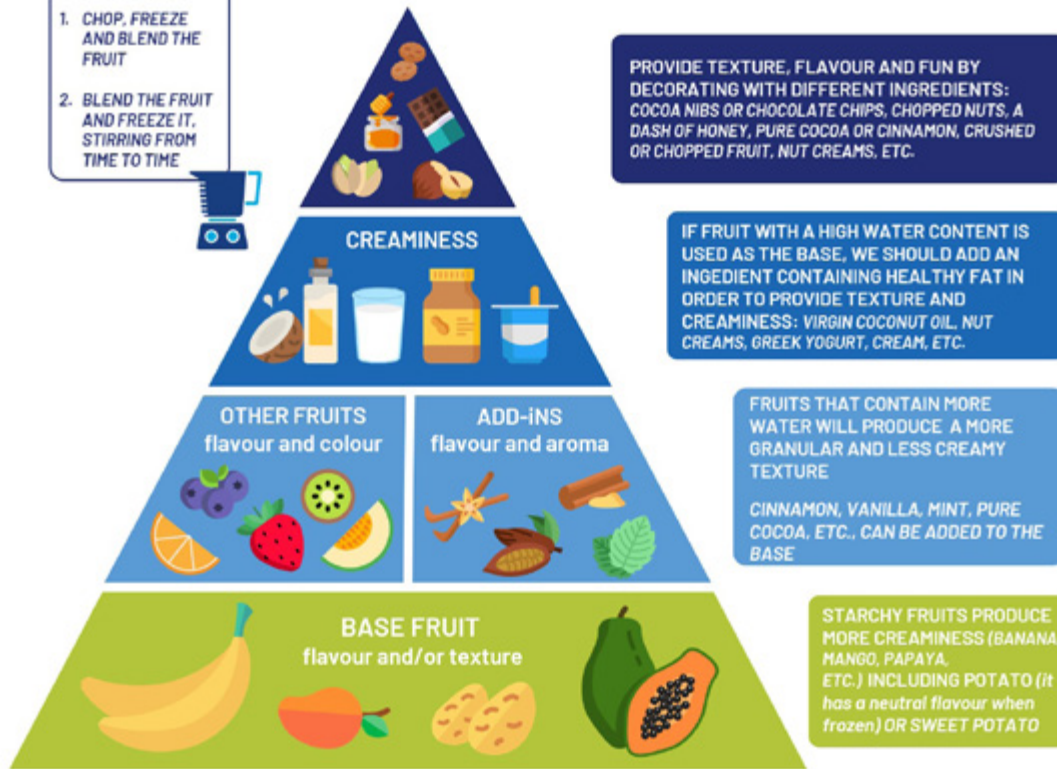 1. CHOP, FREEZE
AND BLEND THE
FRUIT
2. BLEND THE FRUIT
AND FREEZE IT,
STIRRING FROM
TIME TO TIME
PROVIDE TEXTURE, FLAVOUR AND FUN BY
DECORATING WITH DIFFERENT INGREDIENTS:
COCOA NIBS OR CHOCOLATE CHIPS, CHOPPED NUTS, A
DASH OF HONEY, PURE COCOA OR CINNAMON, CRUSHED
OR CHOPPED FRUIT, NUT CREAMS, ETC.
CREAMINESS
IF FRUIT WITH A HIGH WATER CONTENT IS
USED AS THE BASE, WE SHOULD ADD AN
INGEDIENT CONTAINING HEALTHY FAT IN
ORDER TO PROVIDE TEXTURE AND
CREAMINESS: VIRGIN COCONUT OIL, NUT
CREAMS, GREEK YOGURT, CREAM, ETC.
OTHER FRUITS
flavour and colour
ADD-iNS
flavour and aroma
FRUITS THAT CONTAIN MORE
WATER WILL PRODUCE A MORE
GRANULAR AND LESS CREAMY
TEXTURE
CINNAMON, VANILLA, MINT, PURE
COCOA, ETC., CAN BE ADDED TO THE
BASE
BASE FRUIT
flavour and/or texture
STARCHY FRUITS PRODUCE
MORE CREAMINESS (BANANA,
MANGO, PAPAYA,
ETC.) INCLUDING POTATO (it
has a neutral flavour when
frozen) OR SWEET POTATO